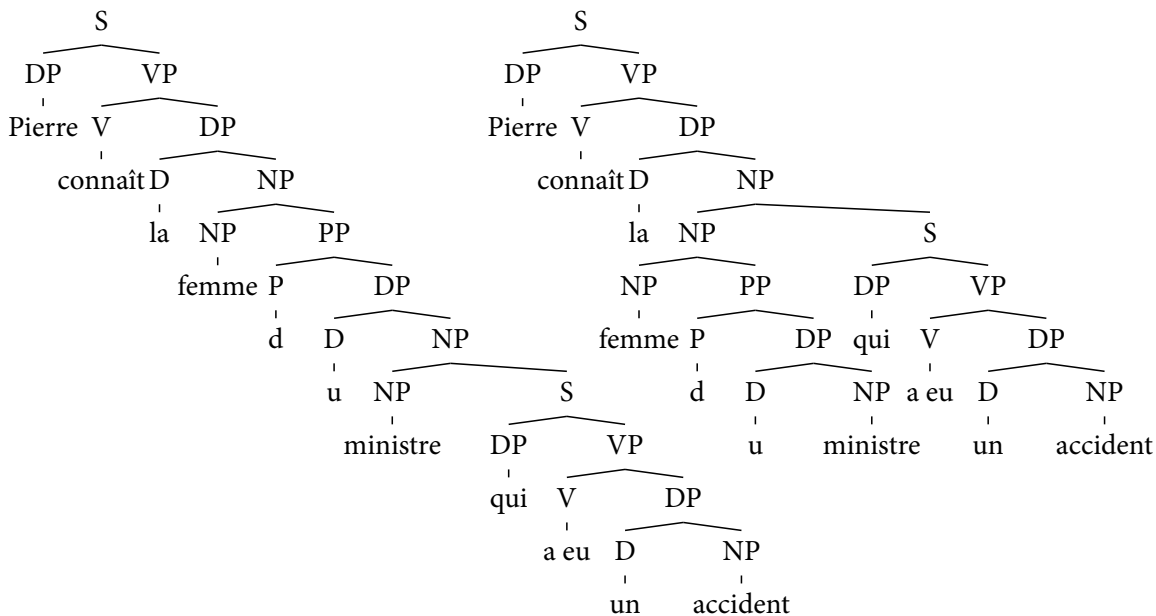 S S
DP VP DP VP
Pierre V DP Pierre V DP
connaît D NP connaît D NP
la NP PP la NP S
femme P DP NP PP DP VP
d D NP femme P DP qui V DP
u NP S d D NP a eu D NP
ministre DP VP u ministre un accident
qui V DP
a eu D NP
un accident